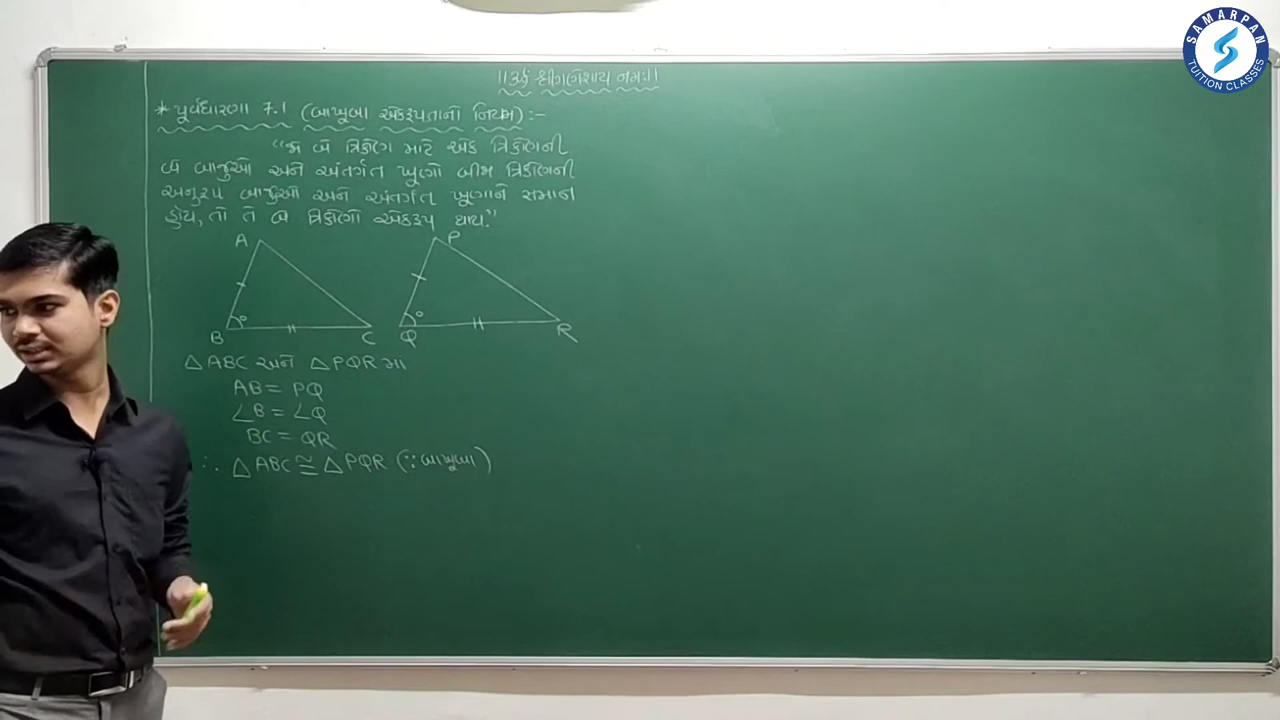 ॥ ૐ શ્રી ગણેશાય નમઃ ॥
SAMARPAN
TUITION CLASSES
* પૂર્વધારણા 7.1 (બાખૂબા એકરૂપતાનો નિયમ) :-
"જો બે ત્રિકોણ માટે એક ત્રિકોણની
બે બાજુઓ અને અંતર્ગત ખૂણો બીજા ત્રિકોણની
અનુરૂપ બાજુઓ અને અંતર્ગત ખૂણાને સમાન
હોય, તો તે બે ત્રિકોણો એકરૂપ થાય."
A
P
B
C
Q
R
△ABC અને △PQR માં
AB = PQ
∠B = ∠Q
BC = QR
∴ △ABC ≅ △PQR (∵ બાખૂબા)